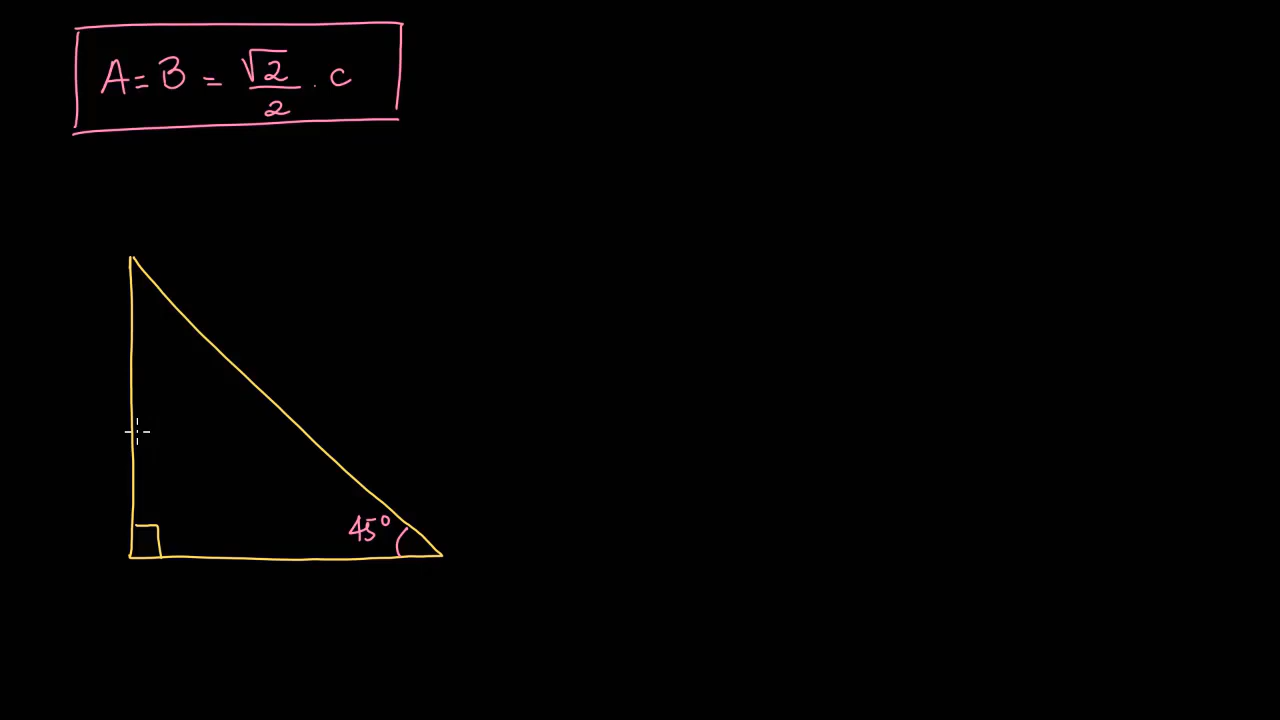 A = B = √2/2 · C
45°